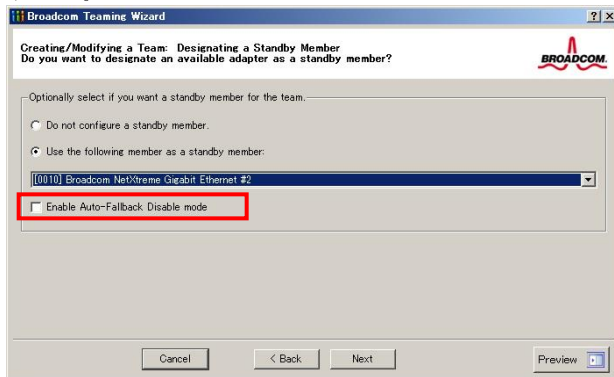 Broadcom Teaming Wizard
Creating/Modifying a Team: Designating a Standby Member
Do you want to designate an available adapter as a standby member?
BROADCOM.
Optionally select if you want a standby member for the team.
Do not configure a standby member.
Use the following member as a standby member:
[0010] Broadcom NetXtreme Gigabit Ethernet #2
Enable Auto-Fallback Disable mode
Cancel
< Back
Next
Preview